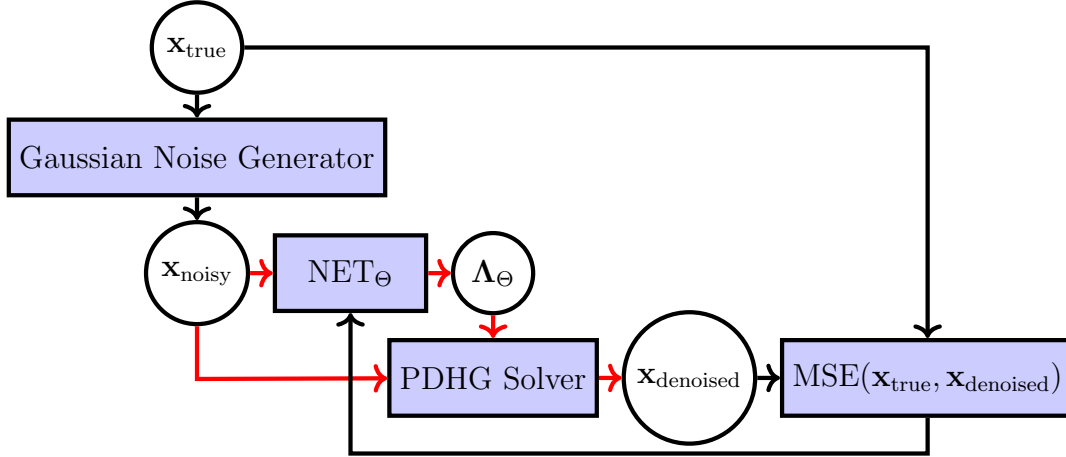 x_true
Gaussian Noise Generator
x_noisy
NET_Θ
Λ_Θ
PDHG Solver
x_denoised
MSE(x_true, x_denoised)